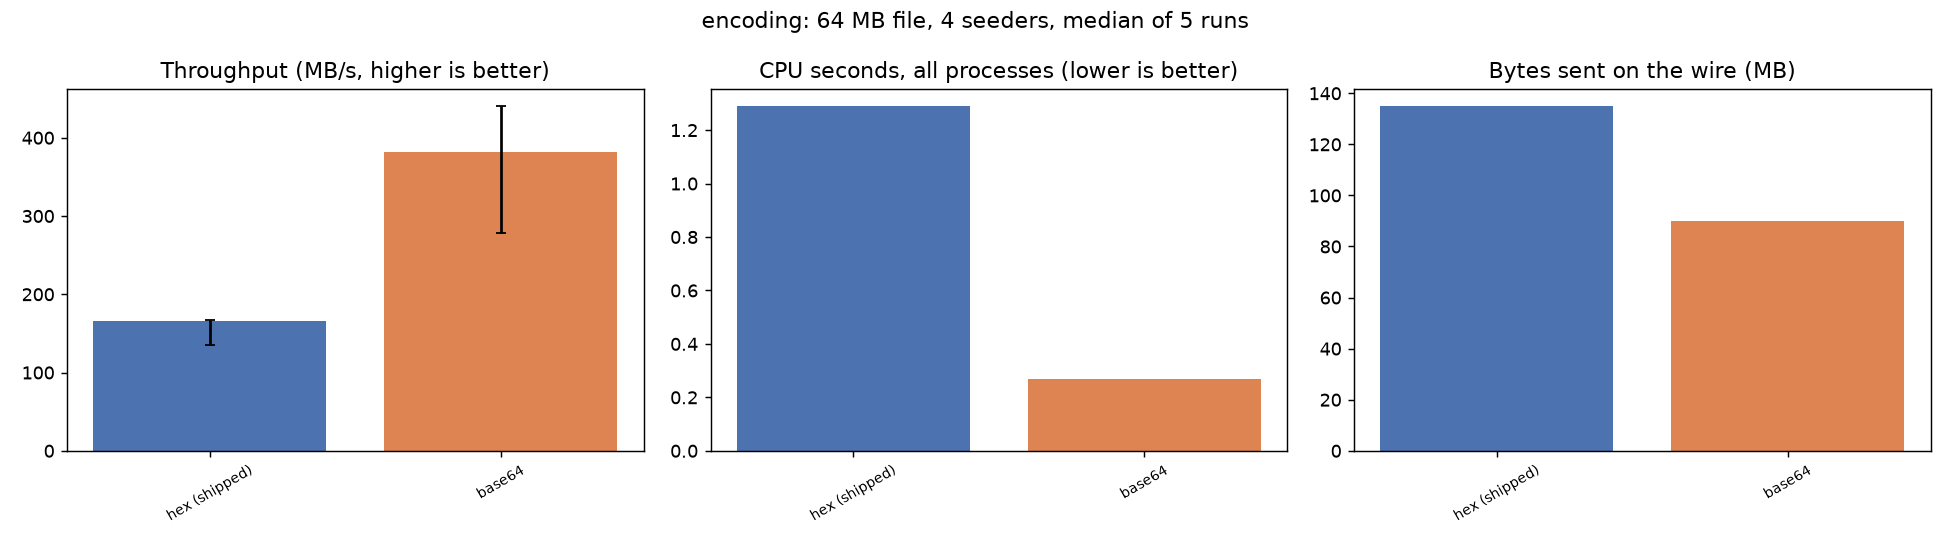 encoding: 64 MB file, 4 seeders, median of 5 runs
Throughput (MB/s, higher is better)
400
300
200
100
0
hex (shipped)
base64
CPU seconds, all processes (lower is better)
1.2
1.0
0.8
0.6
0.4
0.2
0.0
hex (shipped)
base64
Bytes sent on the wire (MB)
140
120
100
80
60
40
20
0
hex (shipped)
base64